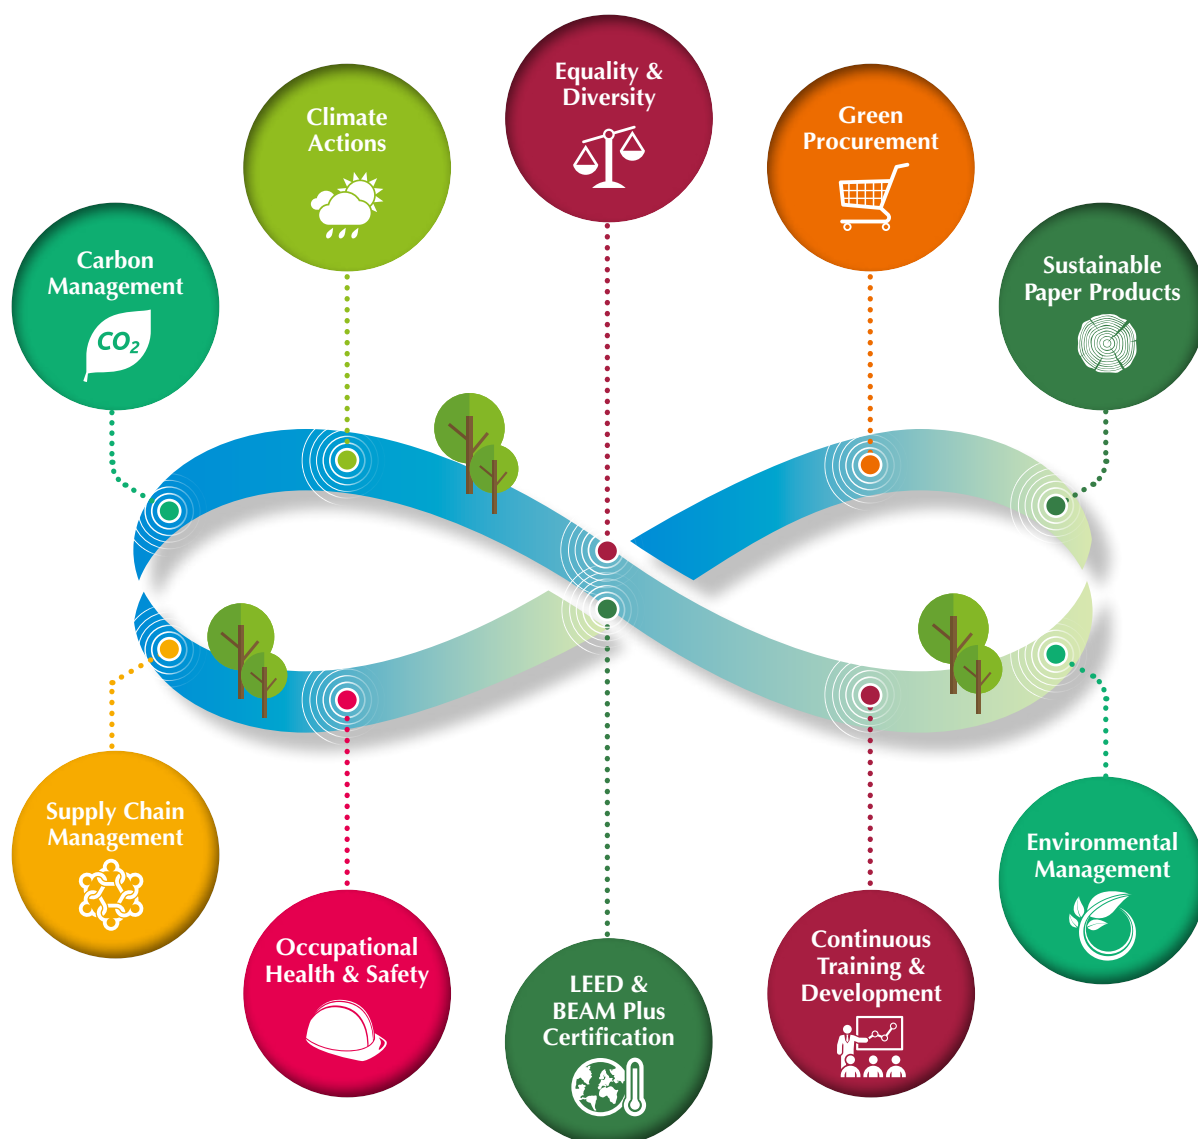 Equality &
Diversity
Climate
Actions
Green
Procurement
Carbon
Management
CO₂
Sustainable
Paper Products
Supply Chain
Management
Environmental
Management
Occupational
Health & Safety
Continuous
Training &
Development
LEED &
BEAM Plus
Certification